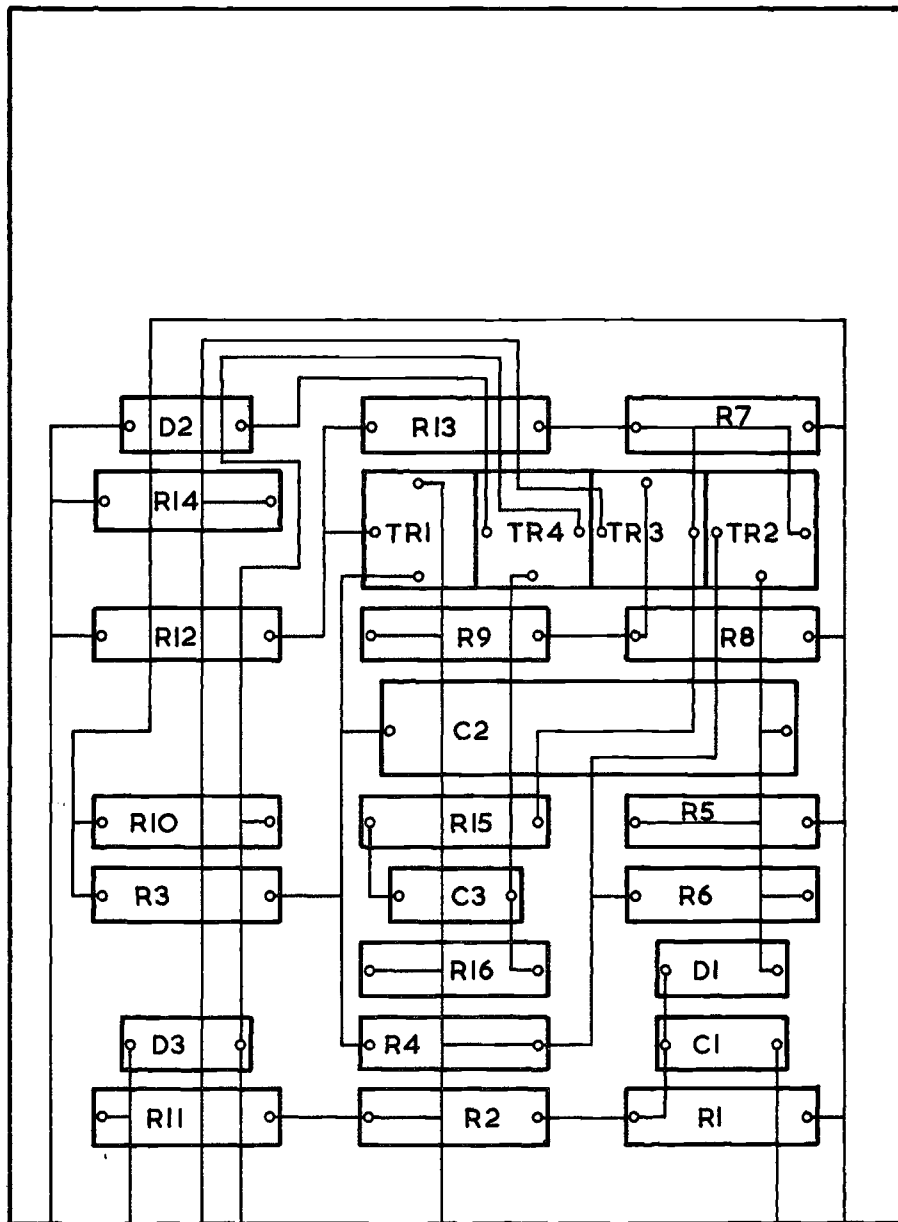 D2 R13 R7
R14
TR1 TR4 TR3 TR2
R12 R9 R8
C2
R10 R15 R5
R3 C3 R6
R16 D1
D3 R4 C1
R11 R2 R1